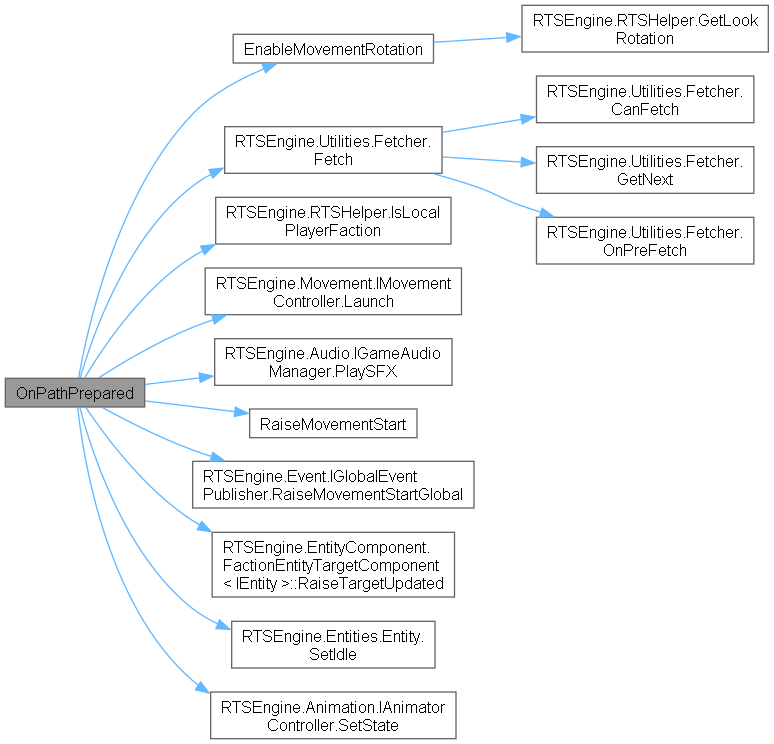 OnPathPrepared
EnableMovementRotation
RTSEngine.RTSHelper.GetLook
Rotation
RTSEngine.Utilities.Fetcher.
Fetch
RTSEngine.Utilities.Fetcher.
CanFetch
RTSEngine.Utilities.Fetcher.
GetNext
RTSEngine.Utilities.Fetcher.
OnPreFetch
RTSEngine.RTSHelper.IsLocal
PlayerFaction
RTSEngine.Movement.IMovement
Controller.Launch
RTSEngine.Audio.IGameAudio
Manager.PlaySFX
RaiseMovementStart
RTSEngine.Event.IGlobalEvent
Publisher.RaiseMovementStartGlobal
RTSEngine.EntityComponent.
FactionEntityTargetComponent
< IEntity >::RaiseTargetUpdated
RTSEngine.Entities.Entity.
SetIdle
RTSEngine.Animation.IAnimator
Controller.SetState